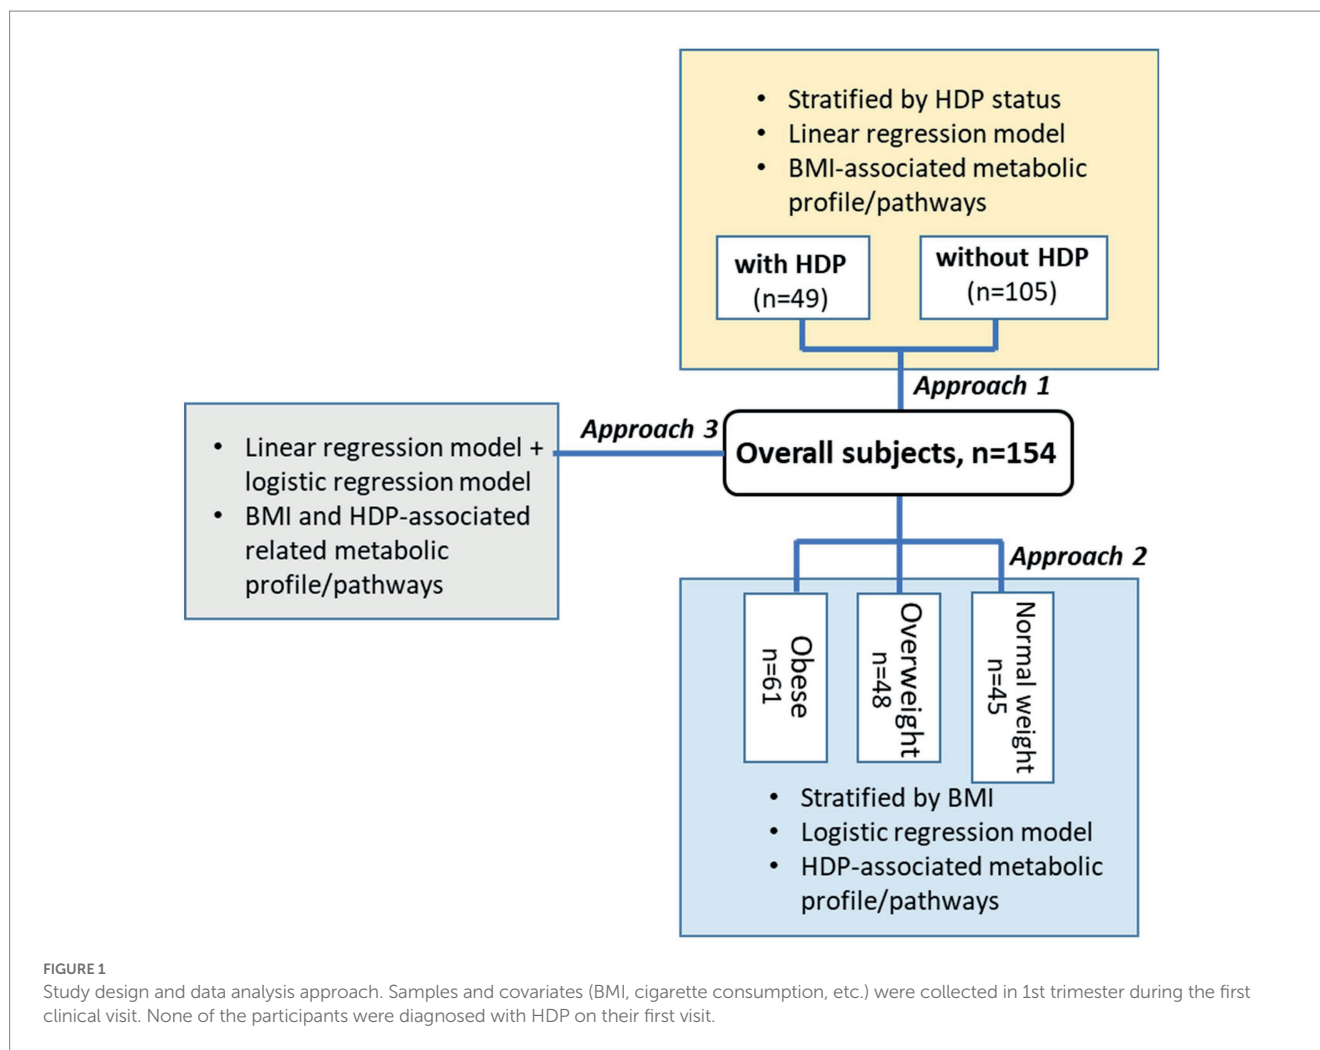 • Stratified by HDP status
• Linear regression model
• BMI-associated metabolic
profile/pathways
with HDP
(n=49)
without HDP
(n=105)
Approach 1
Approach 3
Overall subjects, n=154
• Linear regression model +
logistic regression model
• BMI and HDP-associated
related metabolic
profile/pathways
Approach 2
Obese
n=61
Overweight
n=48
Normal weight
n=45
• Stratified by BMI
• Logistic regression model
• HDP-associated metabolic
profile/pathways
FIGURE 1
Study design and data analysis approach. Samples and covariates (BMI, cigarette consumption, etc.) were collected in 1st trimester during the first
clinical visit. None of the participants were diagnosed with HDP on their first visit.